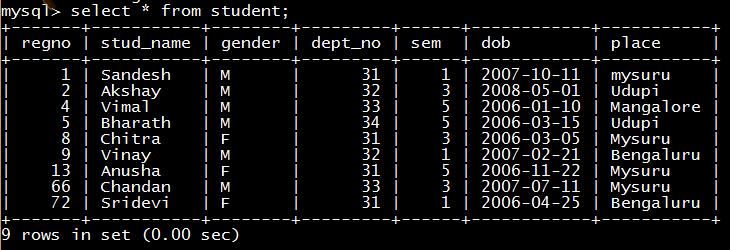 mysql> select * from student;
+-------+-----------+--------+---------+------+------------+-----------+
| regno | stud_name | gender | dept_no | sem | dob | place |
+-------+-----------+--------+---------+------+------------+-----------+
| 1 | Sandesh | M | 31 | 1 | 2007-10-11 | mysuru |
| 2 | Akshay | M | 32 | 3 | 2008-05-01 | Udupi |
| 4 | Vimal | M | 33 | 5 | 2006-01-10 | Mangalore |
| 5 | Bharath | M | 34 | 5 | 2006-03-15 | Udupi |
| 8 | Chitra | F | 31 | 3 | 2006-03-05 | Mysuru |
| 9 | Vinay | M | 32 | 1 | 2007-02-21 | Bengaluru |
| 13 | Anusha | F | 31 | 5 | 2006-11-22 | Mysuru |
| 66 | Chandan | M | 33 | 3 | 2007-07-11 | Mysuru |
| 72 | Sridevi | F | 31 | 1 | 2006-04-25 | Bengaluru |
+-------+-----------+--------+---------+------+------------+-----------+
9 rows in set (0.00 sec)